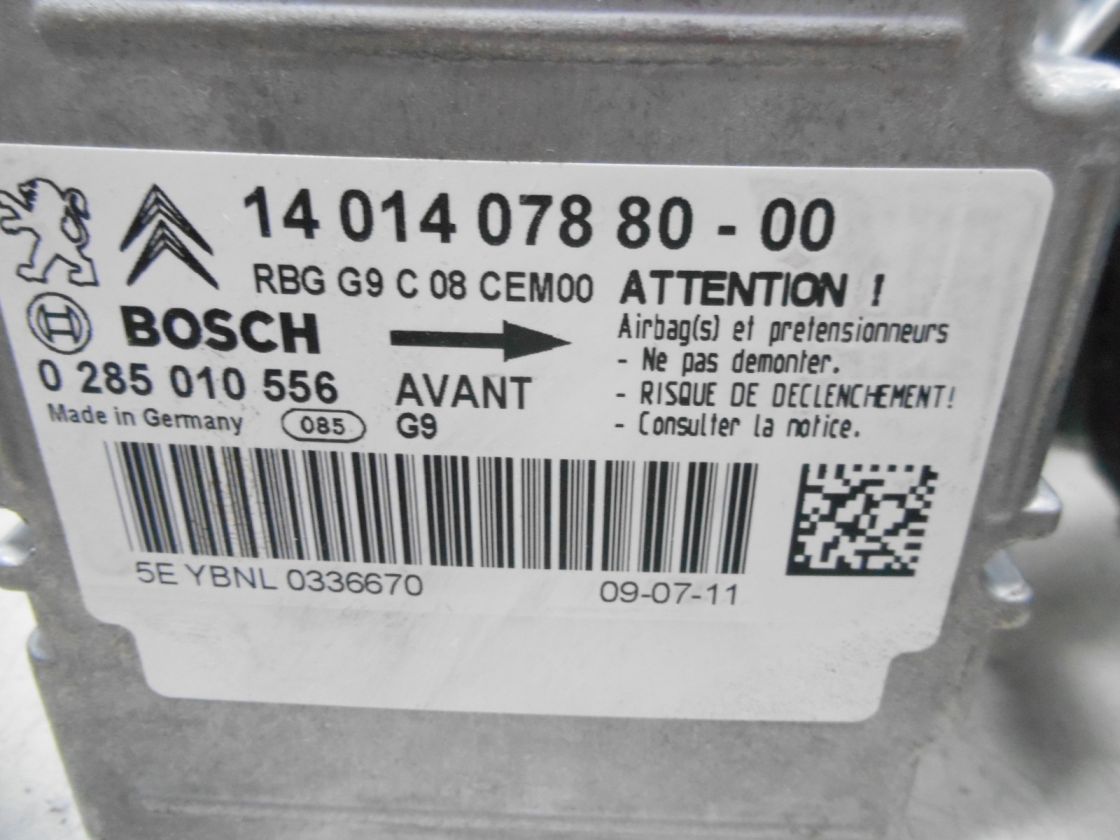 14 014 078 80 - 00
RBG G9 C 08 CEM00
BOSCH
0 285 010 556
Made in Germany
085
AVANT
G9
ATTENTION !
Airbag(s) et pretensionneurs
- Ne pas demonter.
- RISQUE DE DECLENCHEMENT!
- Consulter la notice.
5E YBNL 0336670
09-07-11